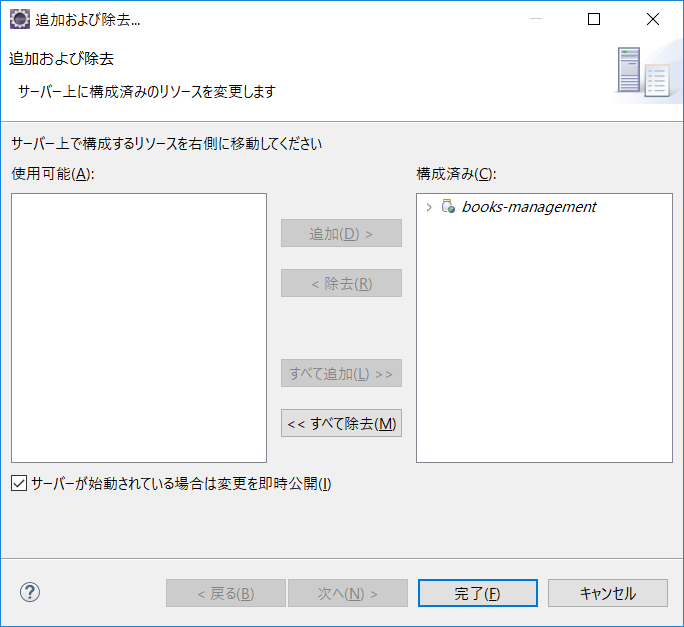 追加および除去...
追加および除去
サーバー上に構成済みのリソースを変更します
サーバー上で構成するリソースを右側に移動してください
使用可能(A):
構成済み(C):
books-management
追加(D) >
< 除去(R)
すべて追加(L) >>
<< すべて除去(M)
サーバーが始動されている場合は変更を即時公開(I)
?
< 戻る(B)
次へ(N) >
完了(F)
キャンセル